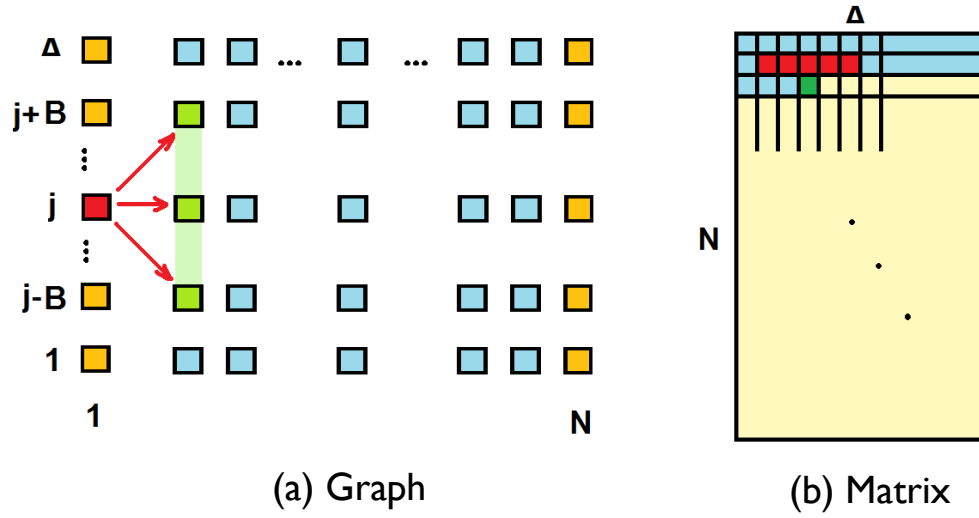 Δ
... ...
j+B
j
j-B
1
1 N
(a) Graph
Δ
N
(b) Matrix